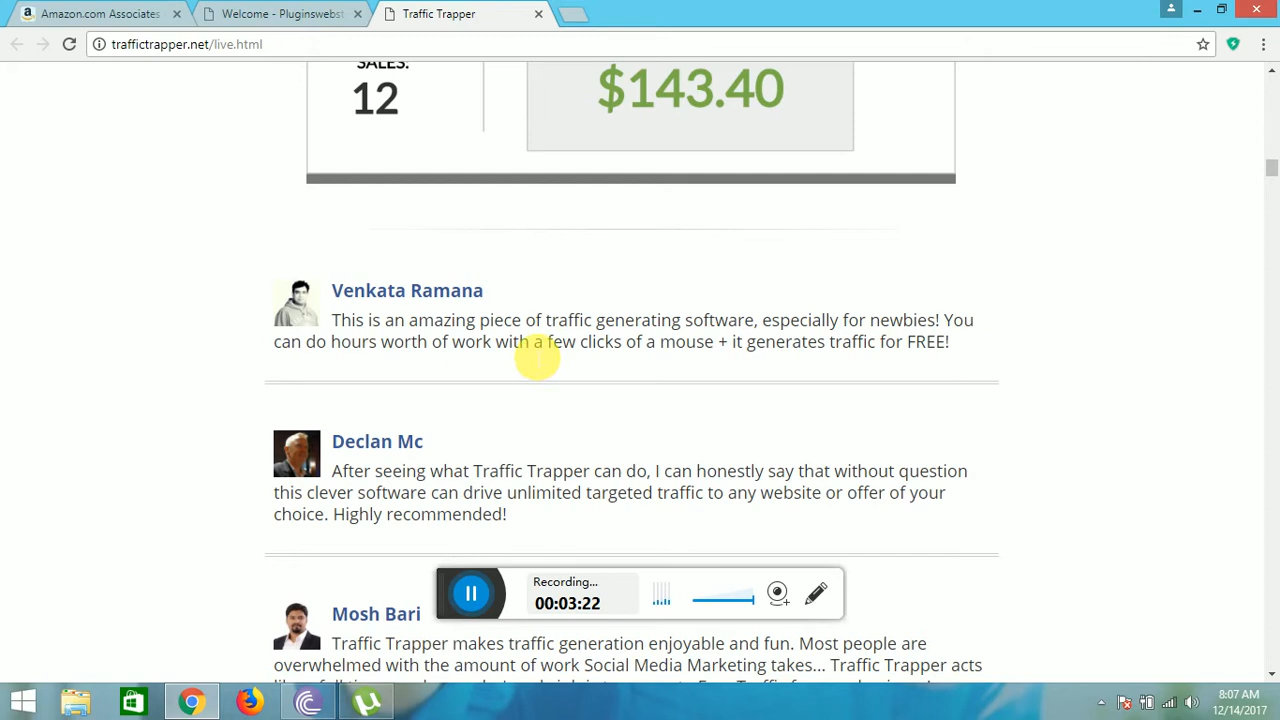 Amazon.com Associates
Welcome - Pluginswebst
Traffic Trapper
traffictrapper.net/live.html
SALES:
12
$143.40
Venkata Ramana
This is an amazing piece of traffic generating software, especially for newbies! You
can do hours worth of work with a few clicks of a mouse + it generates traffic for FREE!
Declan Mc
After seeing what Traffic Trapper can do, I can honestly say that without question
this clever software can drive unlimited targeted traffic to any website or offer of your
choice. Highly recommended!
Recording...
00:03:22
Mosh Bari
Traffic Trapper makes traffic generation enjoyable and fun. Most people are
overwhelmed with the amount of work Social Media Marketing takes... Traffic Trapper acts
8:07 AM
12/14/2017